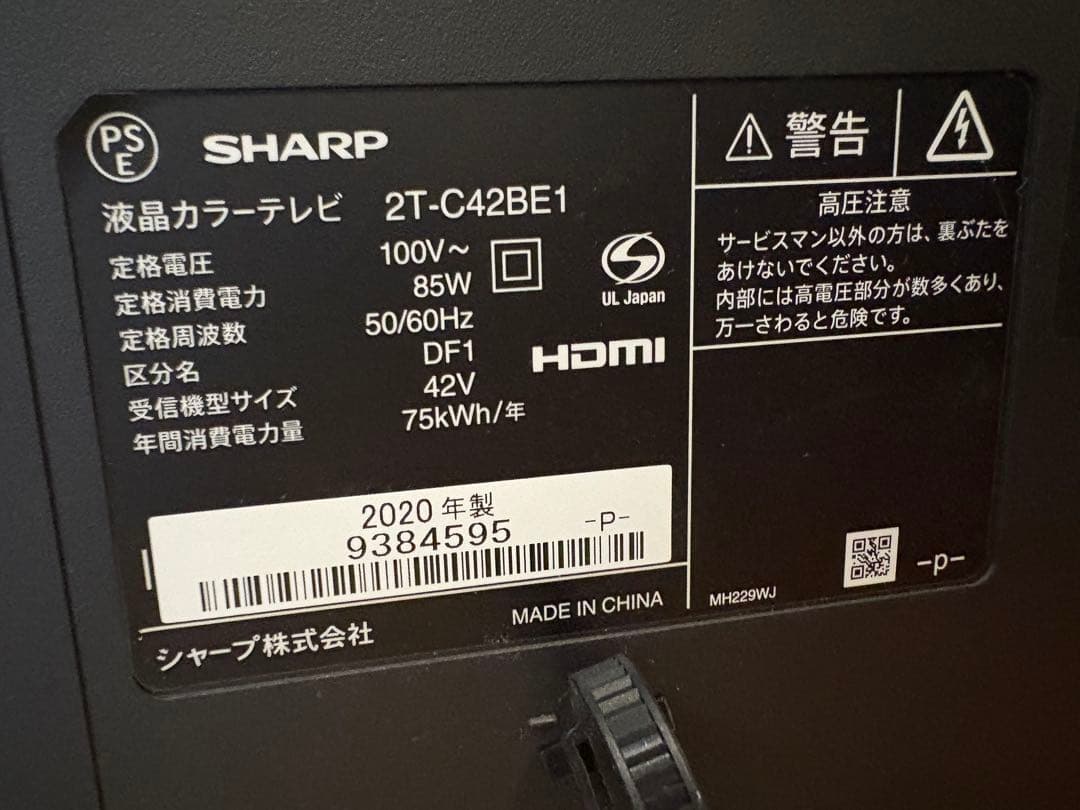 PS
E
SHARP
液晶カラーテレビ 2T-C42BE1
定格電圧 100V~
定格消費電力 85W
定格周波数 50/60Hz
区分名 DF1
受信機型サイズ 42V
年間消費電力量 75kWh/年
UL Japan
HDMI
2020年製
9384595 -P-
MADE IN CHINA
シャープ株式会社
警告
高圧注意
サービスマン以外の方は、裏ぶたを
あけないでください。
内部には高電圧部分が数多くあり、
万一さわると危険です。
MH229WJ
-p-